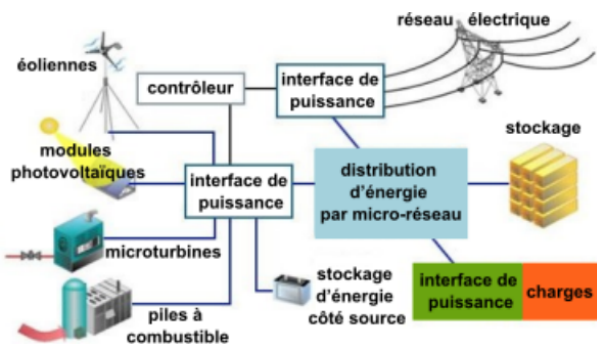 réseau électrique
éoliennes
contrôleur
interface de
puissance
stockage
modules
photovoltaïques
interface de
puissance
distribution
d'énergie
par micro-réseau
microturbines
stockage
d'énergie
côté source
interface de
puissance
charges
piles à
combustible